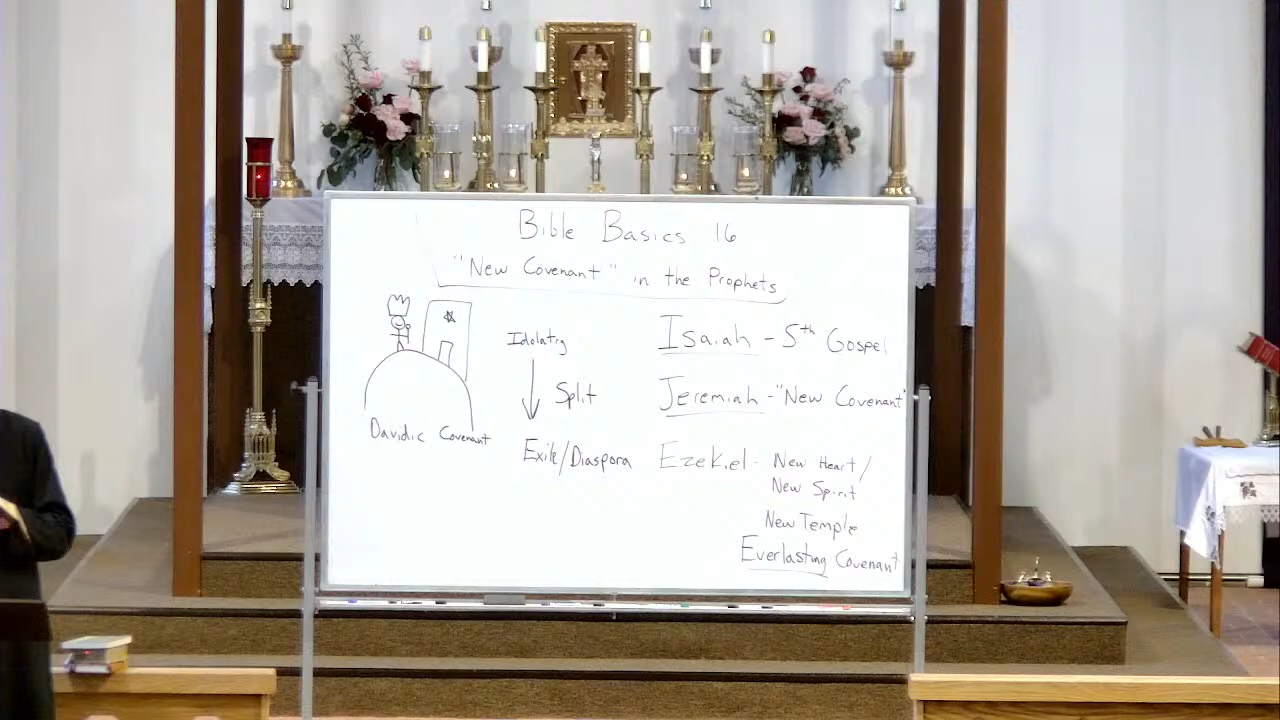 Bible Basics 16
"New Covenant" in the Prophets
Idolatry
Split
Exile/Diaspora
Davidic Covenant
Isaiah - 5th Gospel
Jeremiah - "New Covenant"
Ezekiel - New Heart/
New Spirit
New Temple
Everlasting Covenant